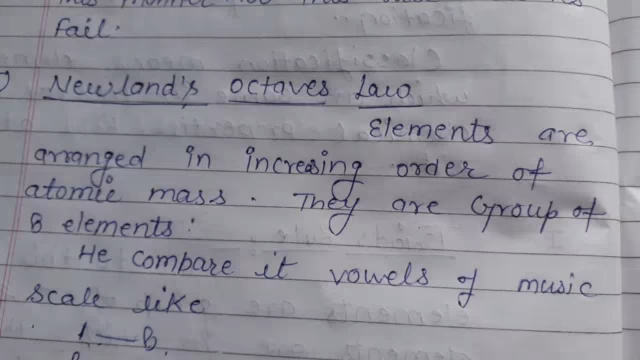 fail.
Newland's octaves Law
Elements are
arranged in increasing order of
atomic mass. They are Group of
8 elements:
He compare it vowels of music
scale like
1 — 8